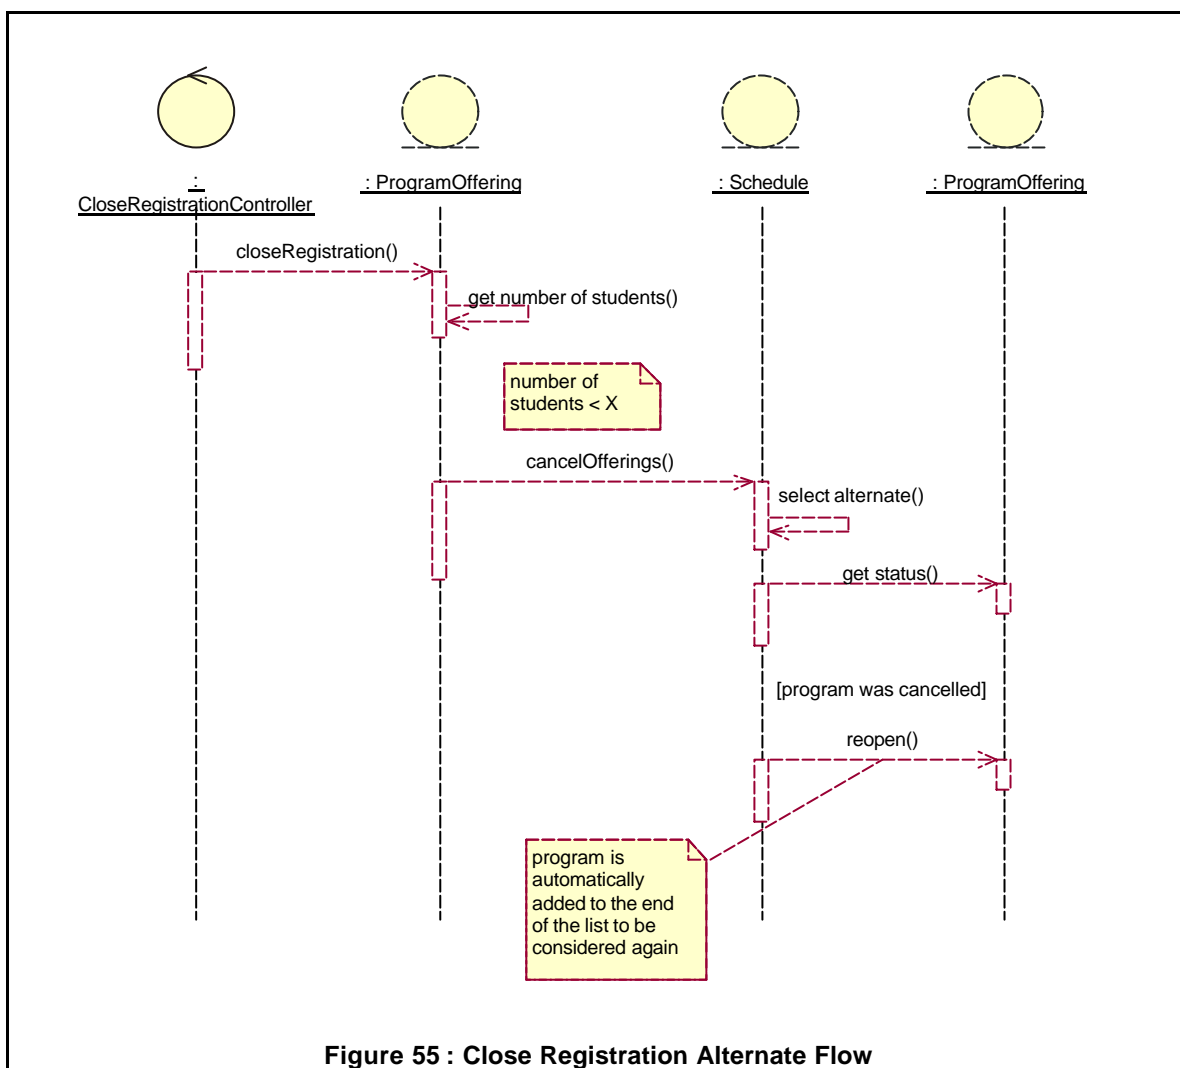 :
CloseRegistrationController
: ProgramOffering
: Schedule
: ProgramOffering
closeRegistration()
get number of students()
number of
students < X
cancelOfferings()
select alternate()
get status()
[program was cancelled]
reopen()
program is
automatically
added to the end
of the list to be
considered again
Figure 55 : Close Registration Alternate Flow